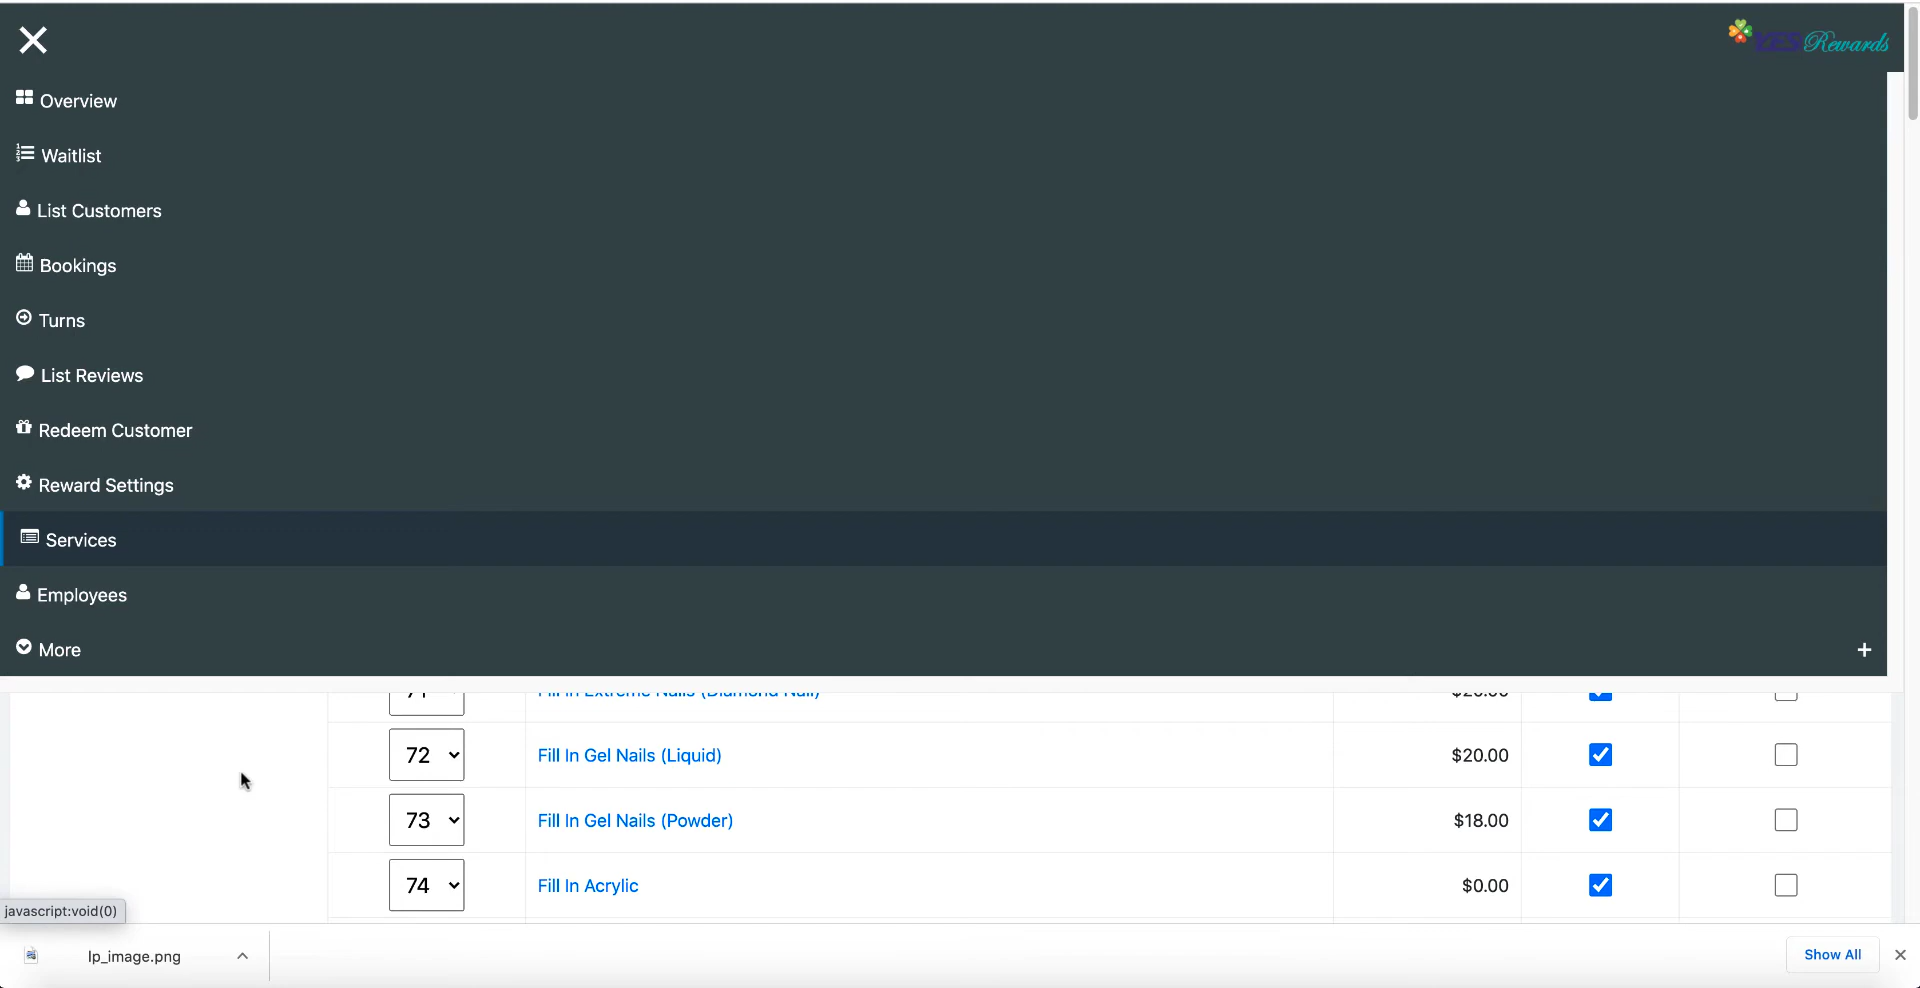 YES Rewards
Overview
Waitlist
List Customers
Bookings
Turns
List Reviews
Redeem Customer
Reward Settings
Services
Employees
More +
71 Fill In Extreme Nails (Diamond Nail) $20.00
72 Fill In Gel Nails (Liquid) $20.00
73 Fill In Gel Nails (Powder) $18.00
74 Fill In Acrylic $0.00
javascript:void(0)
lp_image.png
Show All